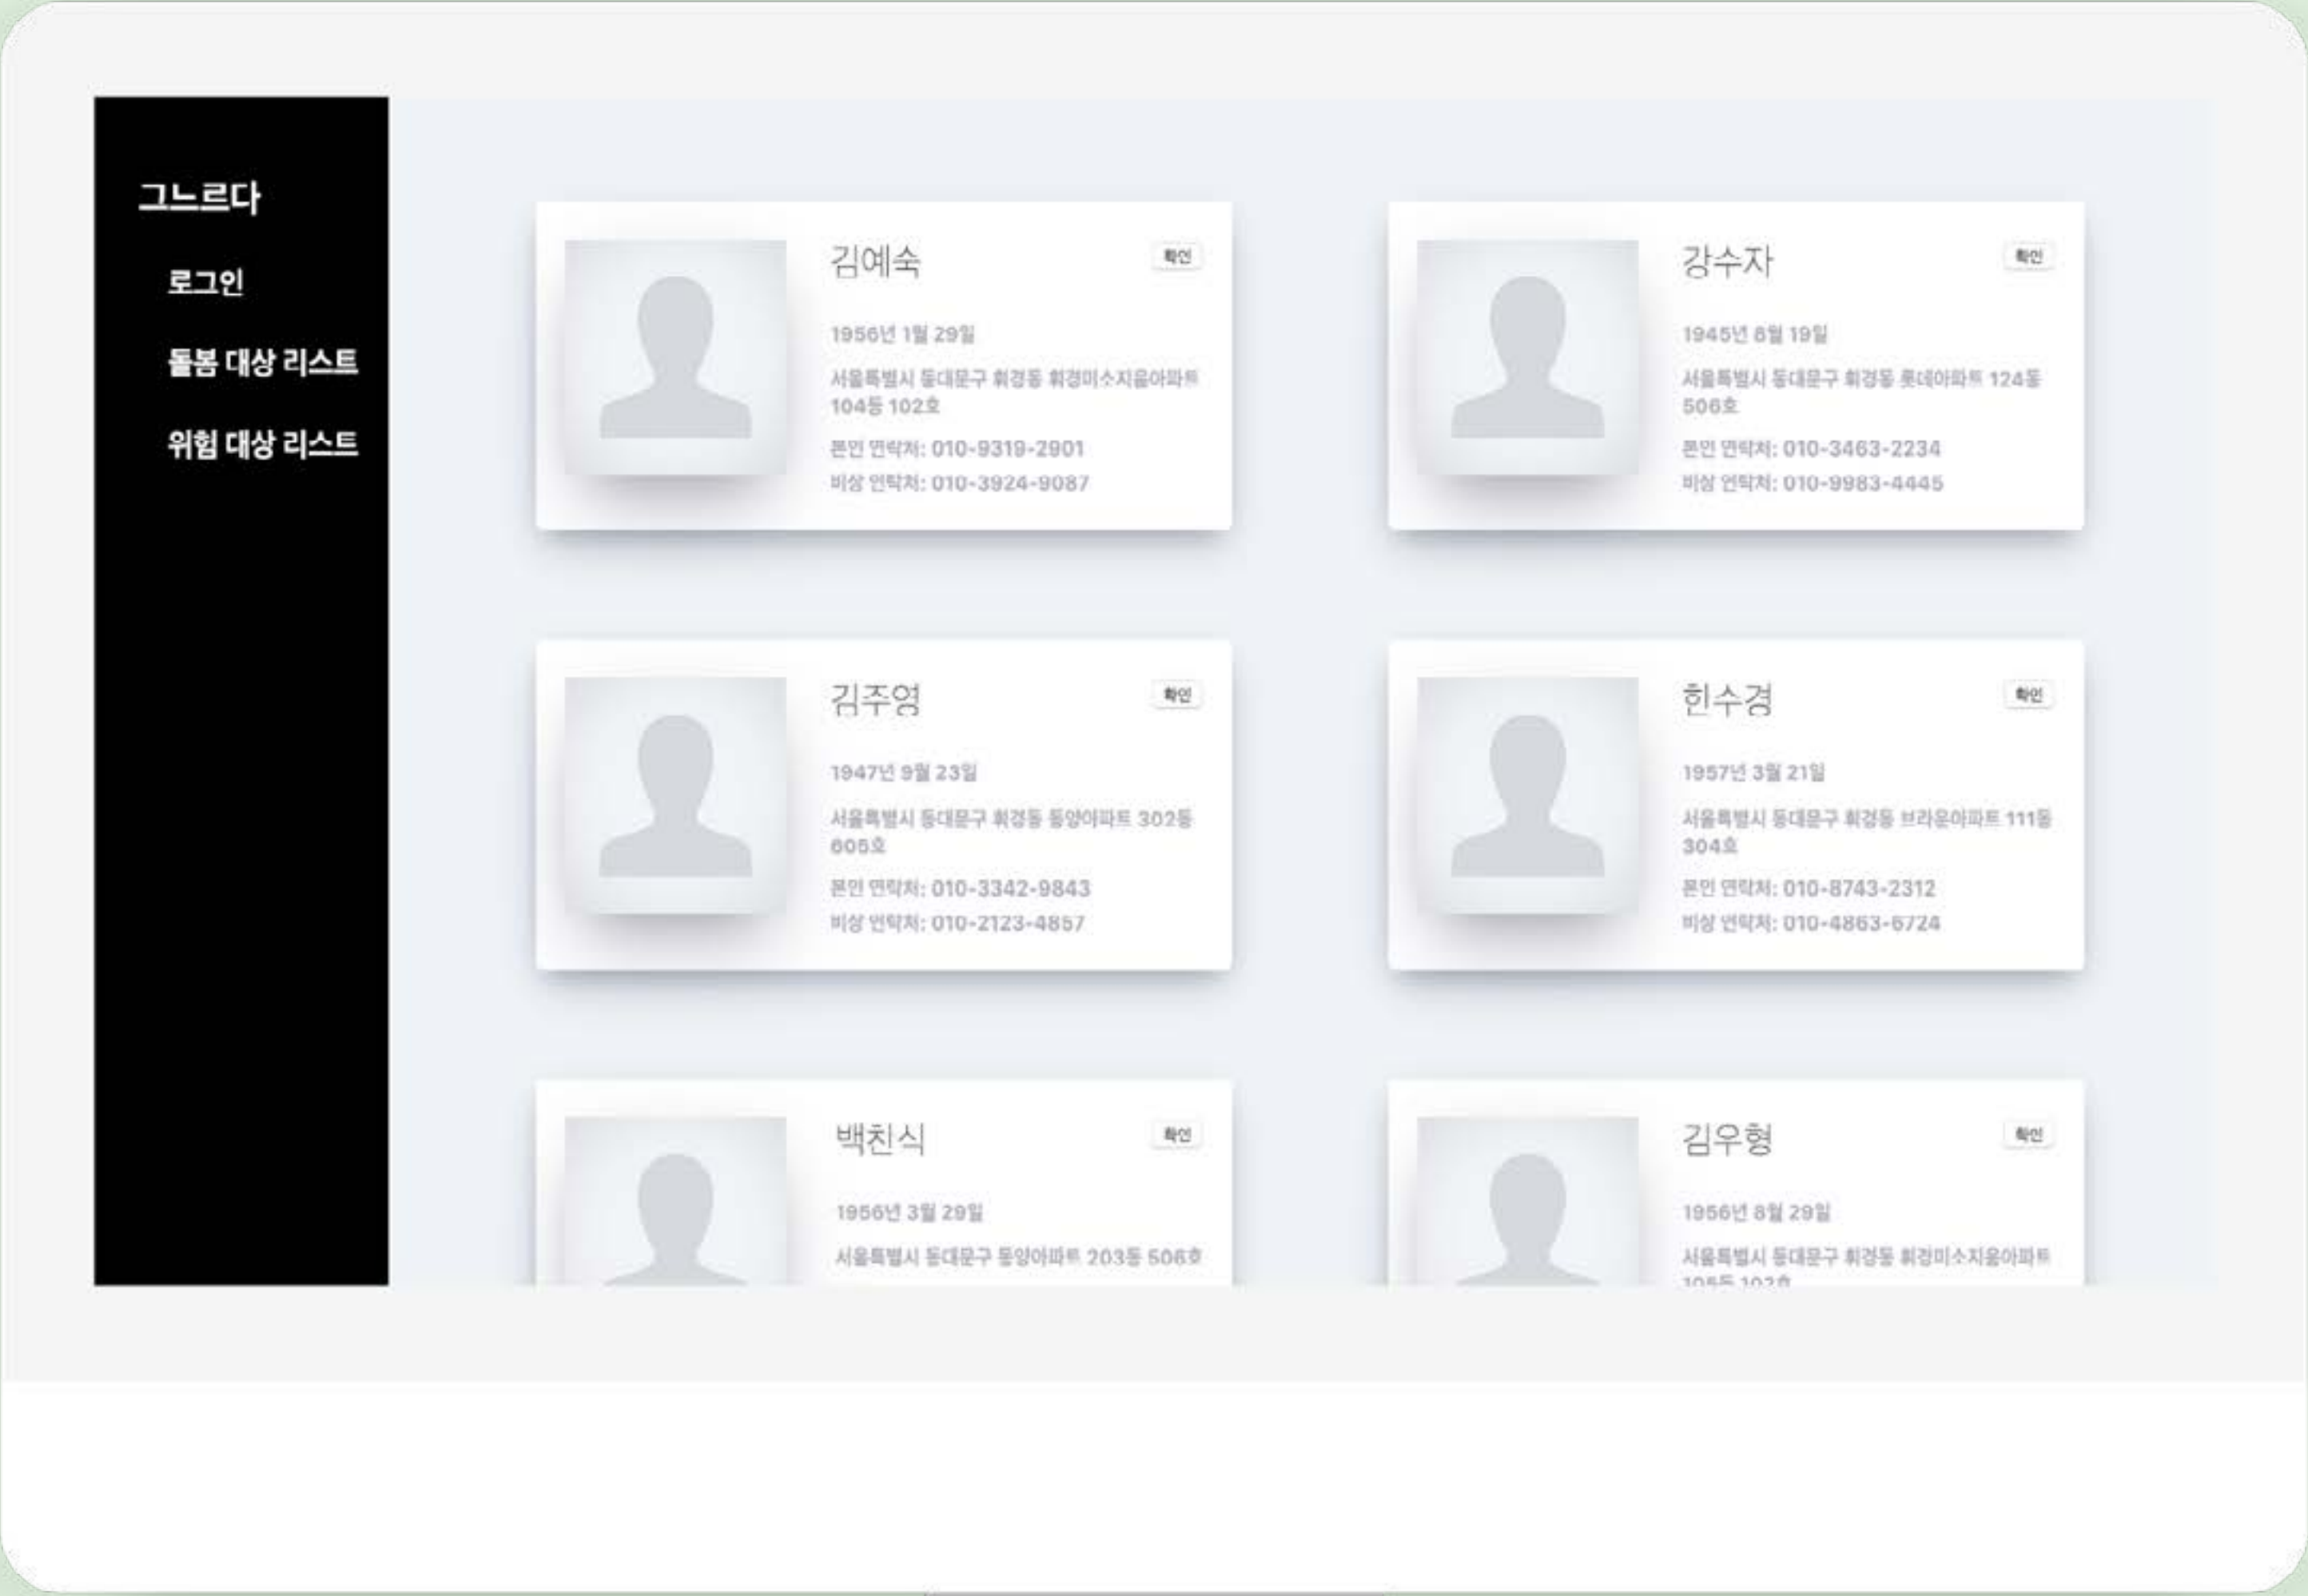 그느르다
로그인
돌봄 대상 리스트
위험 대상 리스트
김예숙
확인
1956년 1월 29일
서울특별시 동대문구 휘경동 휘경미소지움아파트
104동 102호
본인 연락처: 010-9319-2901
비상 연락처: 010-3924-9087
강수자
확인
1945년 8월 19일
서울특별시 동대문구 휘경동 롯데아파트 124동
506호
본인 연락처: 010-3463-2234
비상 연락처: 010-9983-4445
김주영
확인
1947년 9월 23일
서울특별시 동대문구 휘경동 동양아파트 302동
605호
본인 연락처: 010-3342-9843
비상 연락처: 010-2123-4857
한수경
확인
1957년 3월 21일
서울특별시 동대문구 휘경동 브라운아파트 111동
304호
본인 연락처: 010-8743-2312
비상 연락처: 010-4863-6724
백친식
확인
1956년 3월 29일
서울특별시 동대문구 동양아파트 203동 506호
김우형
확인
1956년 8월 29일
서울특별시 동대문구 휘경동 휘경미소지움아파트
105동 102호